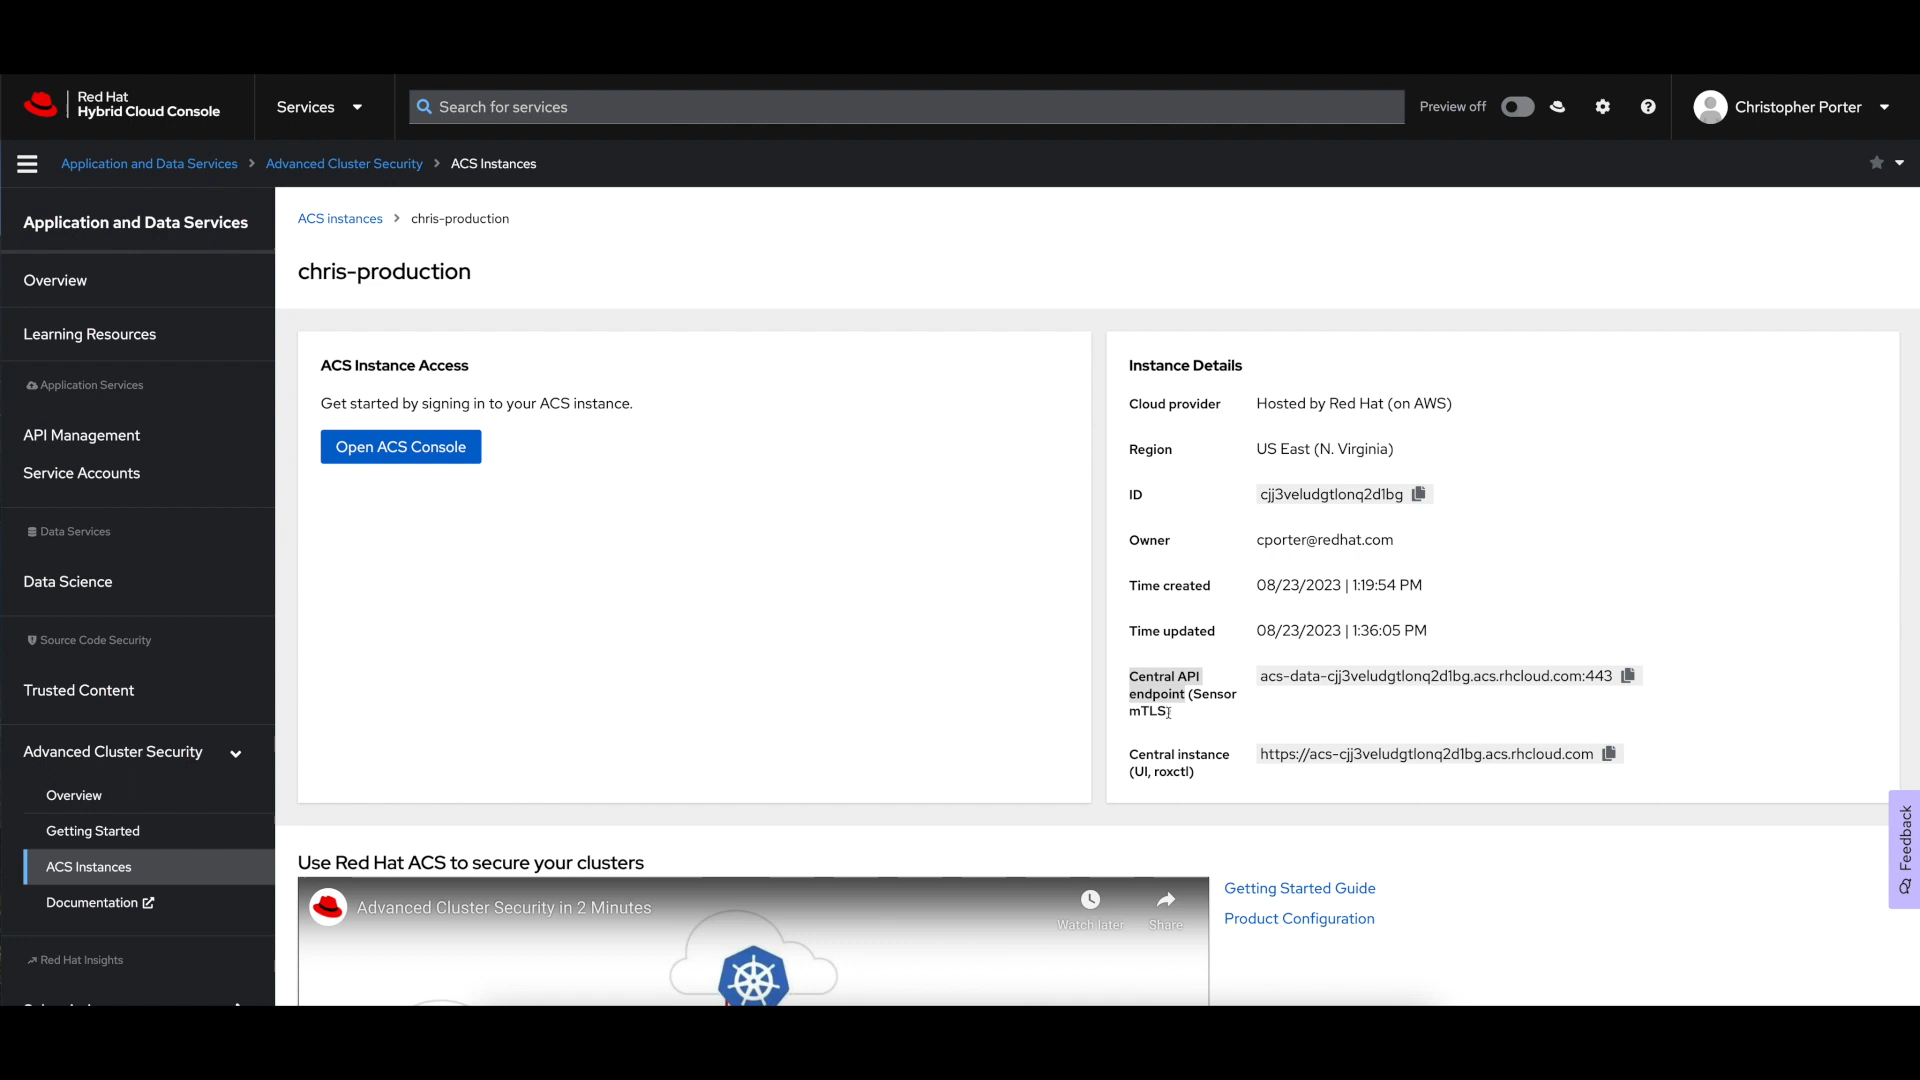 Red Hat
Hybrid Cloud Console
Services
Search for services
Preview off
Christopher Porter
Application and Data Services > Advanced Cluster Security > ACS Instances
Application and Data Services
Overview
Learning Resources
Application Services
API Management
Service Accounts
Data Services
Data Science
Source Code Security
Trusted Content
Advanced Cluster Security
Overview
Getting Started
ACS Instances
Documentation
Red Hat Insights
ACS instances > chris-production
chris-production
ACS Instance Access
Get started by signing in to your ACS instance.
Open ACS Console
Instance Details
Cloud provider Hosted by Red Hat (on AWS)
Region US East (N. Virginia)
ID cjj3veludgtlonq2d1bg
Owner cporter@redhat.com
Time created 08/23/2023 | 1:19:54 PM
Time updated 08/23/2023 | 1:36:05 PM
Central API acs-data-cjj3veludgtlonq2d1bg.acs.rhcloud.com:443
endpoint (Sensor
mTLS)
Central instance https://acs-cjj3veludgtlonq2d1bg.acs.rhcloud.com
(UI, roxctl)
Feedback
Use Red Hat ACS to secure your clusters
Advanced Cluster Security in 2 Minutes
Watch later
Share
Getting Started Guide
Product Configuration